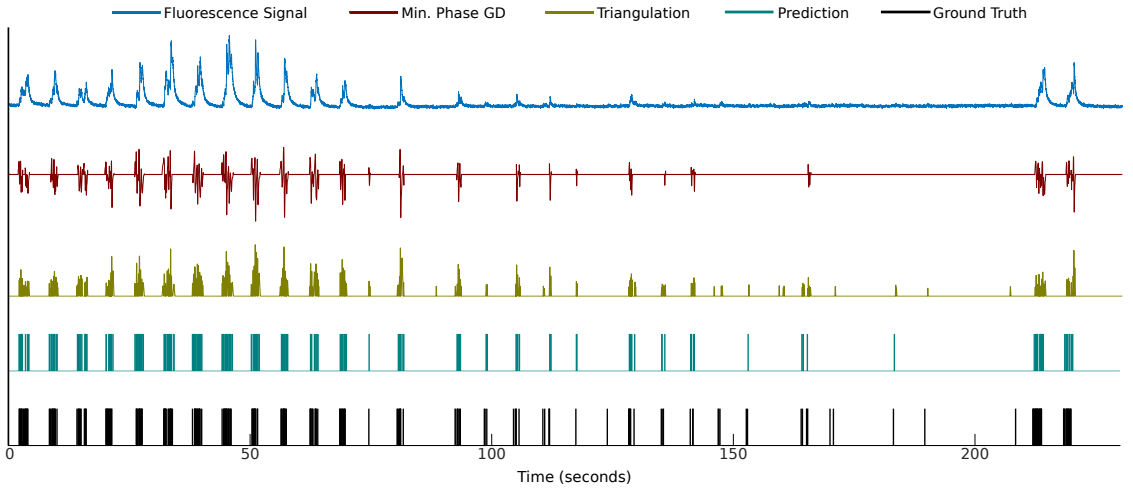 Fluorescence Signal Min. Phase GD Triangulation Prediction Ground Truth
0 50 100 150 200
Time (seconds)